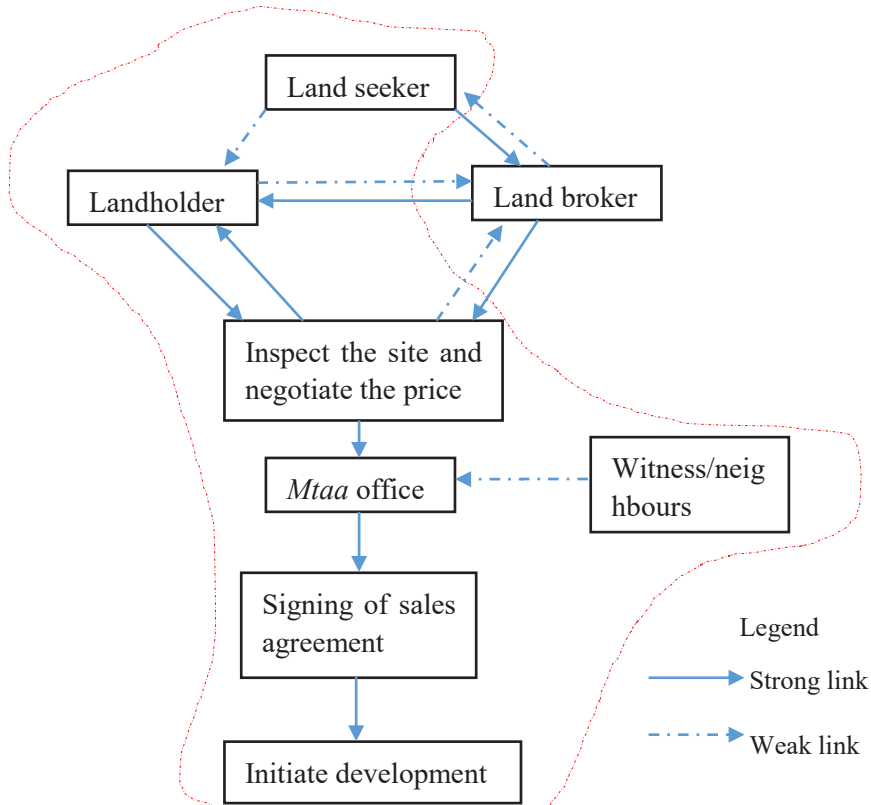 Land seeker
Landholder
Land broker
Inspect the site and
negotiate the price
Mtaa office
Witness/neig
hbours
Signing of sales
agreement
Legend
Strong link
Weak link
Initiate development